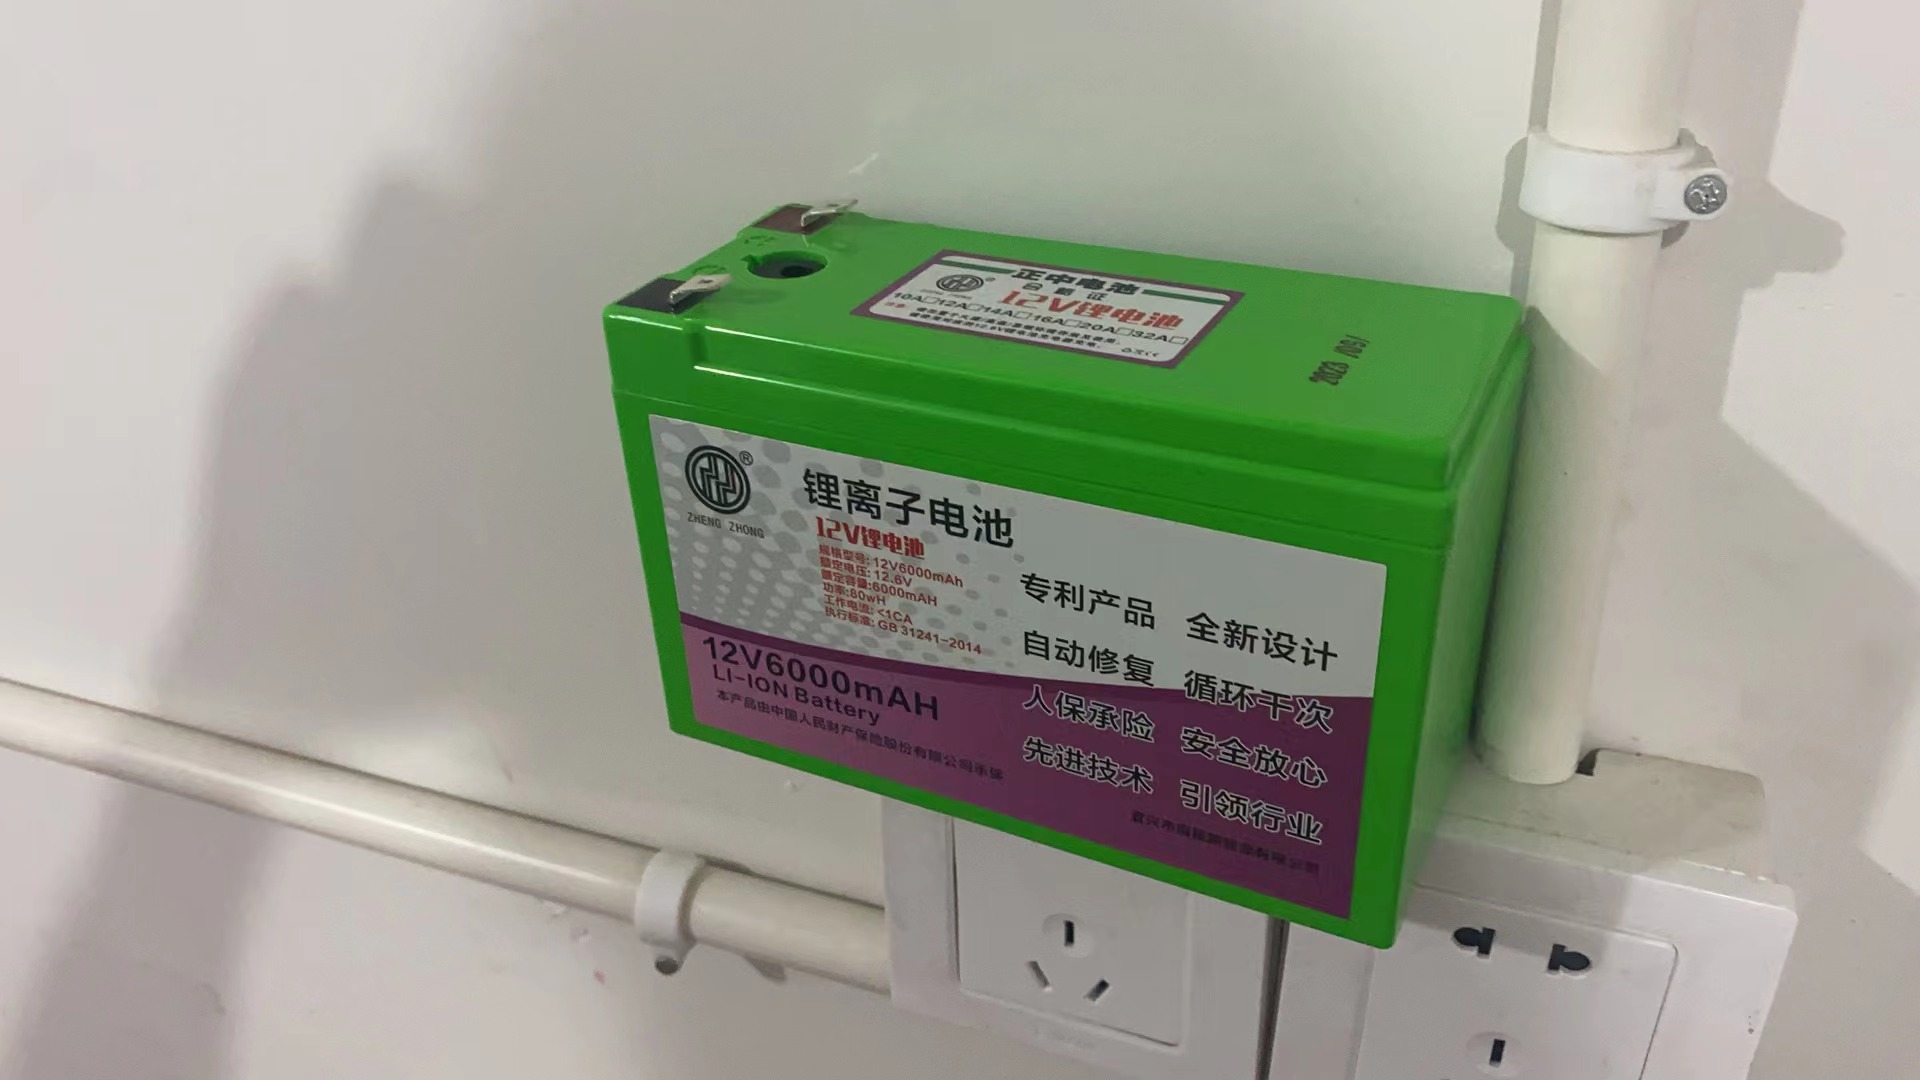 正中电池
合格证
12V锂电池
ZHENG ZHONG
10A□12A□14A□16A□20A□32A□
2023 /05/
®
ZHENG ZHONG
锂离子电池
12V锂电池
规格型号: 12V6000mAh
额定电压: 12.6V
额定容量:6000mAH
功率:80wH
工作电流: <1CA
执行标准: GB 31241-2014
12V6000mAH
LI-ION Battery
本产品由中国人民财产保险股份有限公司承保
专利产品 全新设计
自动修复 循环千次
人保承险 安全放心
先进技术 引领行业